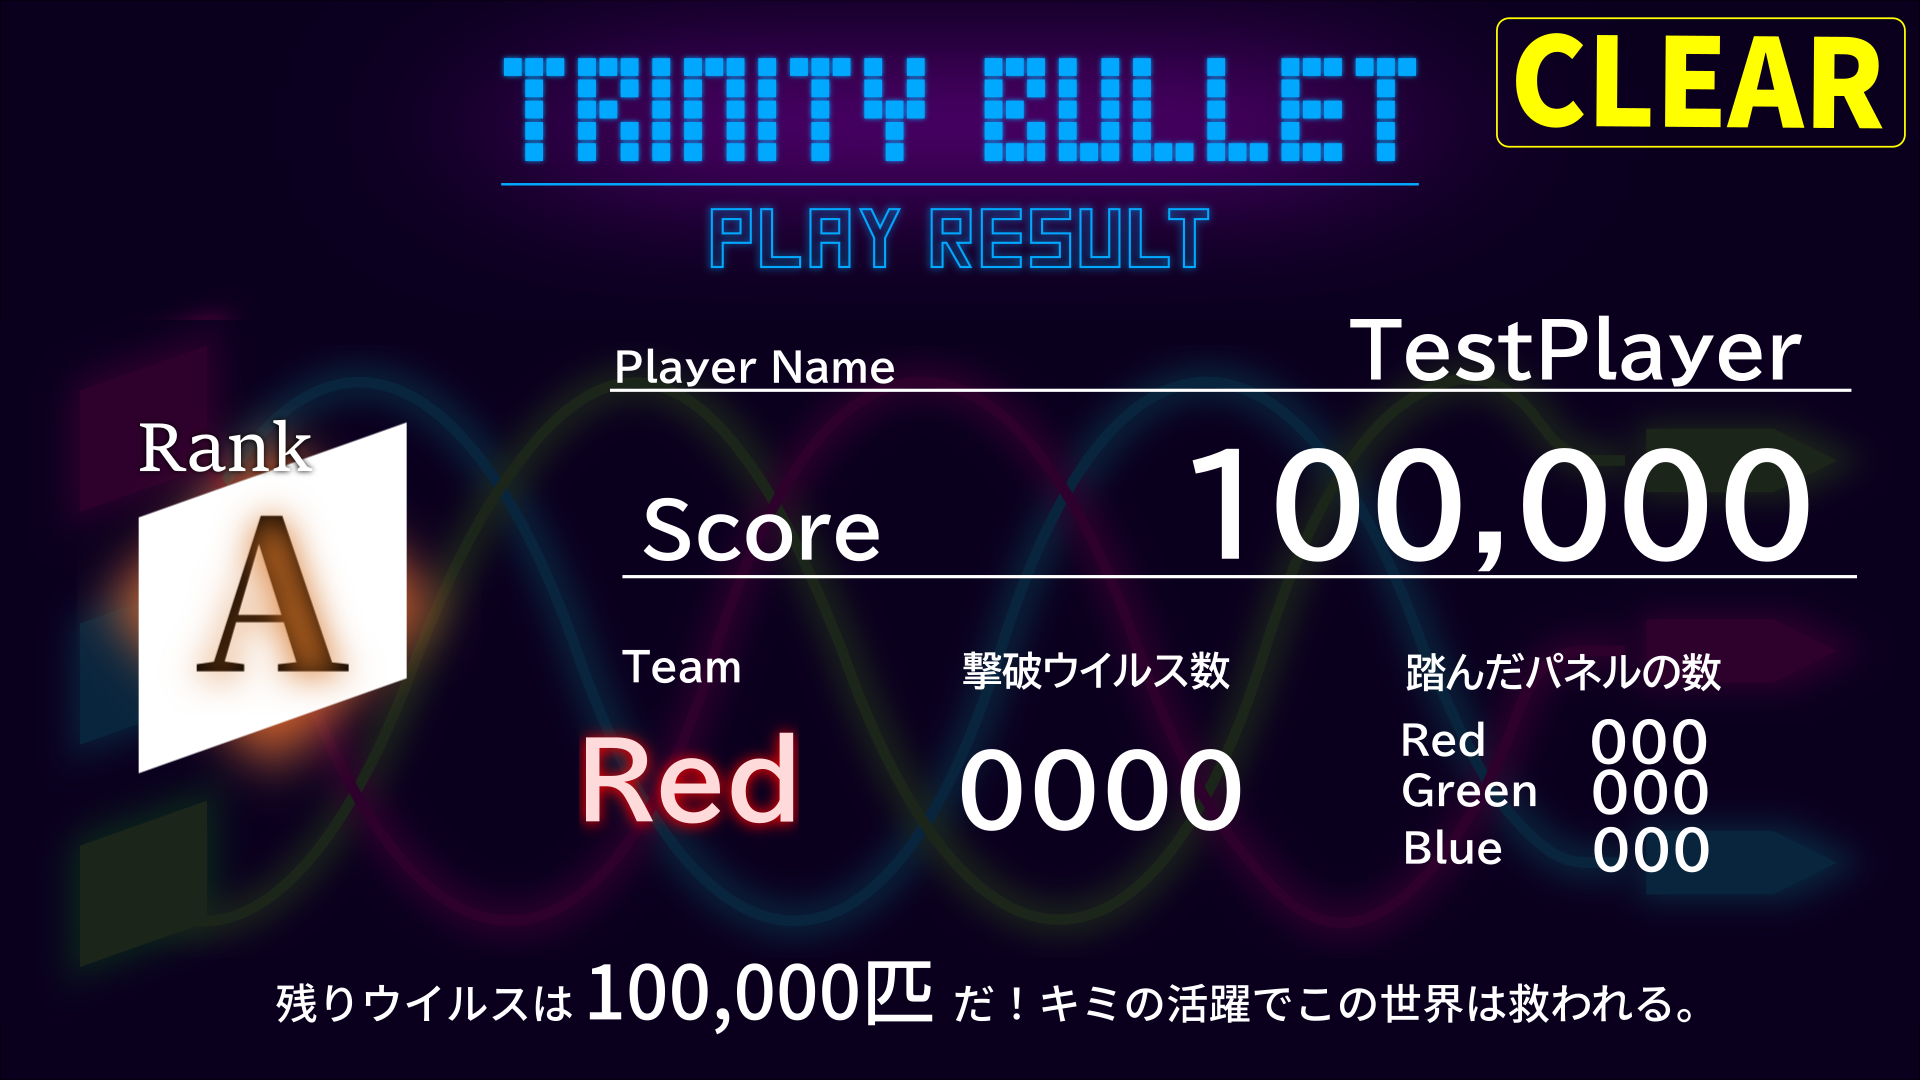 TRINITY BULLET
CLEAR
PLAY RESULT
Player Name TestPlayer
Rank
A
Score 100,000
Team
Red
撃破ウイルス数
0000
踏んだパネルの数
Red 000
Green 000
Blue 000
残りウイルスは 100,000匹 だ！キミの活躍でこの世界は救われる。